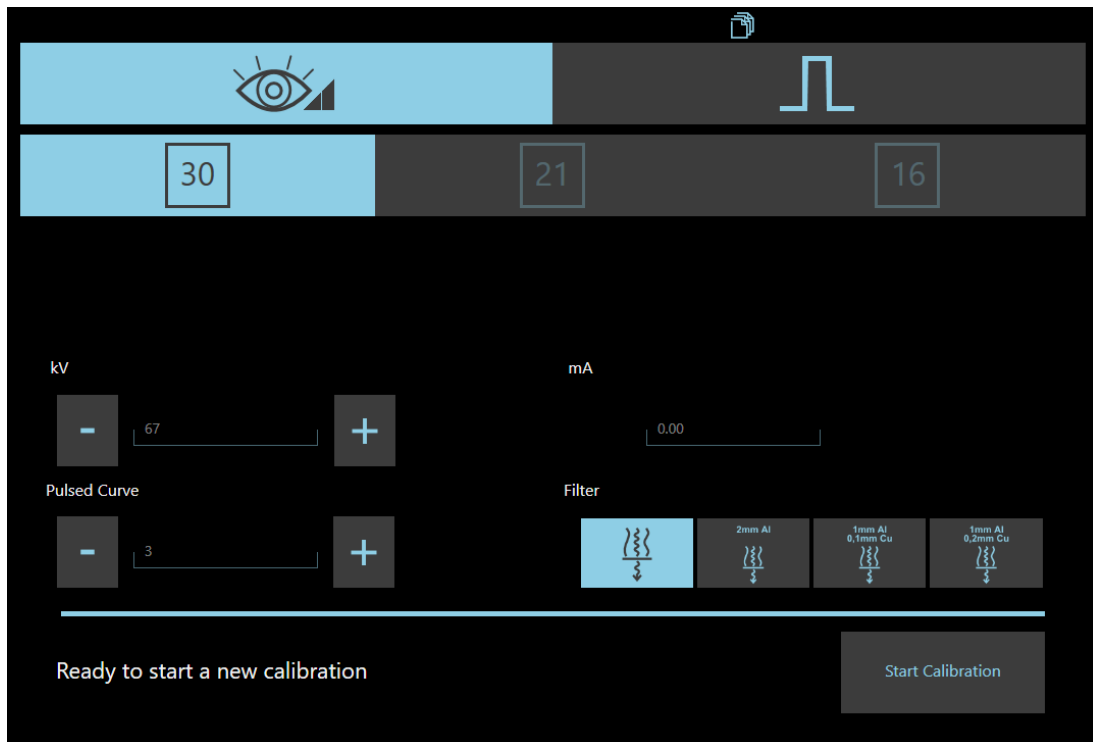 30
21
16
kV
mA
-
67
+
0.00
Pulsed Curve
Filter
-
3
+
2mm Al
1mm Al
0,1mm Cu
1mm Al
0,2mm Cu
Ready to start a new calibration
Start Calibration